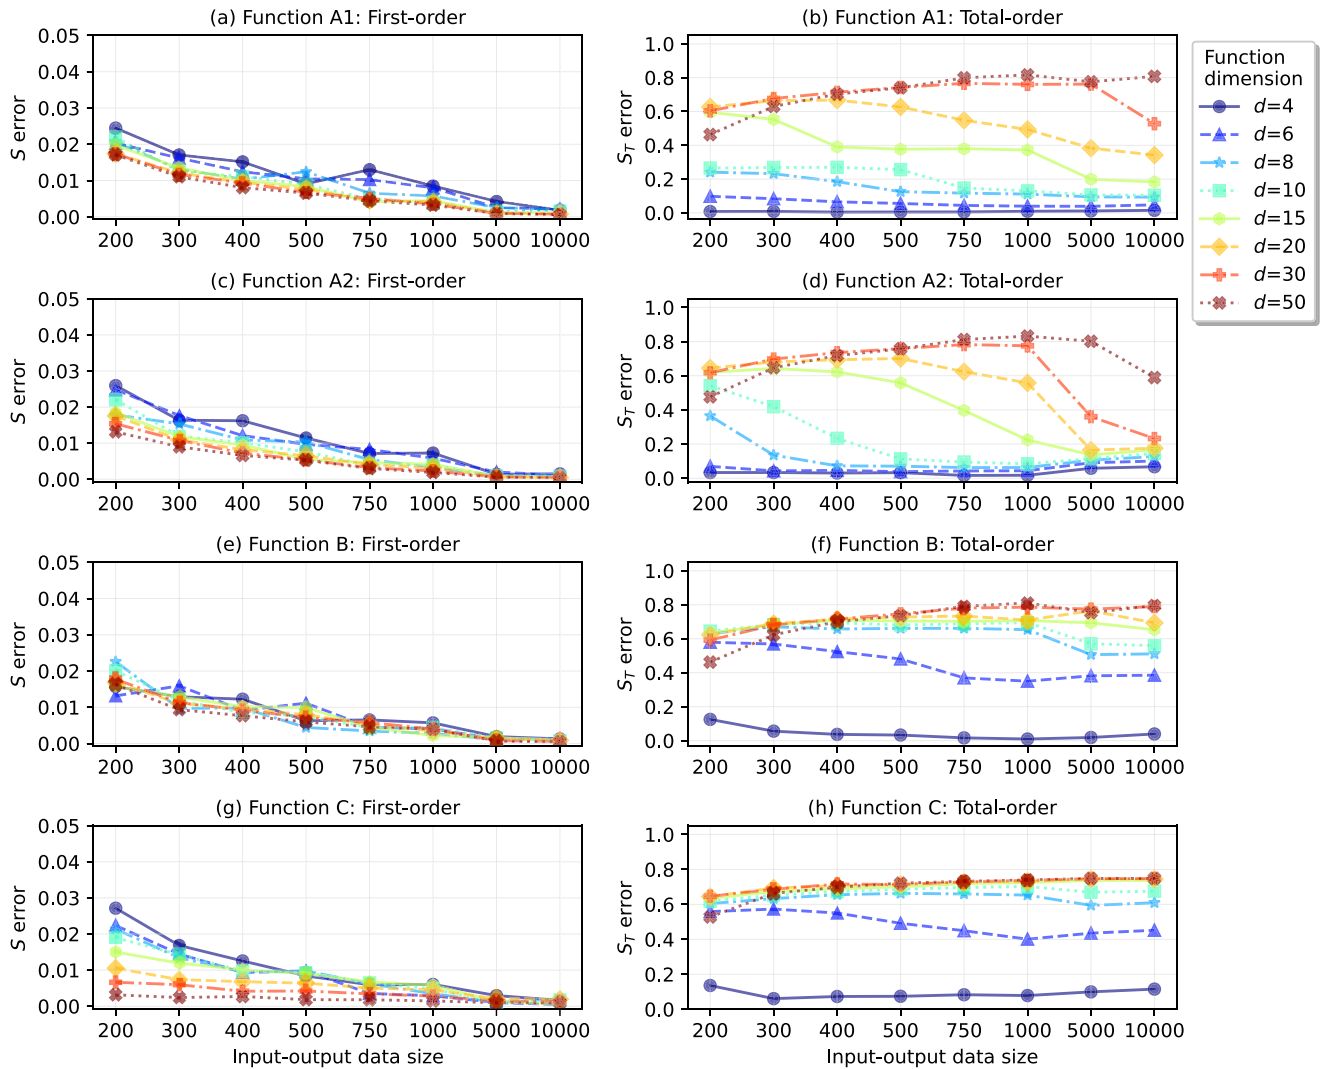 (a) Function A1: First-order
(b) Function A1: Total-order
0.05
0.04
0.03
0.02
0.01
0.00
S error
200 300 400 500 750 1000 5000 10000
1.0
0.8
0.6
0.4
0.2
0.0
S_T error
200 300 400 500 750 1000 5000 10000
Function
dimension
d=4
d=6
d=8
d=10
d=15
d=20
d=30
d=50
(c) Function A2: First-order
(d) Function A2: Total-order
0.05
0.04
0.03
0.02
0.01
0.00
S error
200 300 400 500 750 1000 5000 10000
1.0
0.8
0.6
0.4
0.2
0.0
S_T error
200 300 400 500 750 1000 5000 10000
(e) Function B: First-order
(f) Function B: Total-order
0.05
0.04
0.03
0.02
0.01
0.00
S error
200 300 400 500 750 1000 5000 10000
1.0
0.8
0.6
0.4
0.2
0.0
S_T error
200 300 400 500 750 1000 5000 10000
(g) Function C: First-order
(h) Function C: Total-order
0.05
0.04
0.03
0.02
0.01
0.00
S error
200 300 400 500 750 1000 5000 10000
Input-output data size
1.0
0.8
0.6
0.4
0.2
0.0
S_T error
200 300 400 500 750 1000 5000 10000
Input-output data size